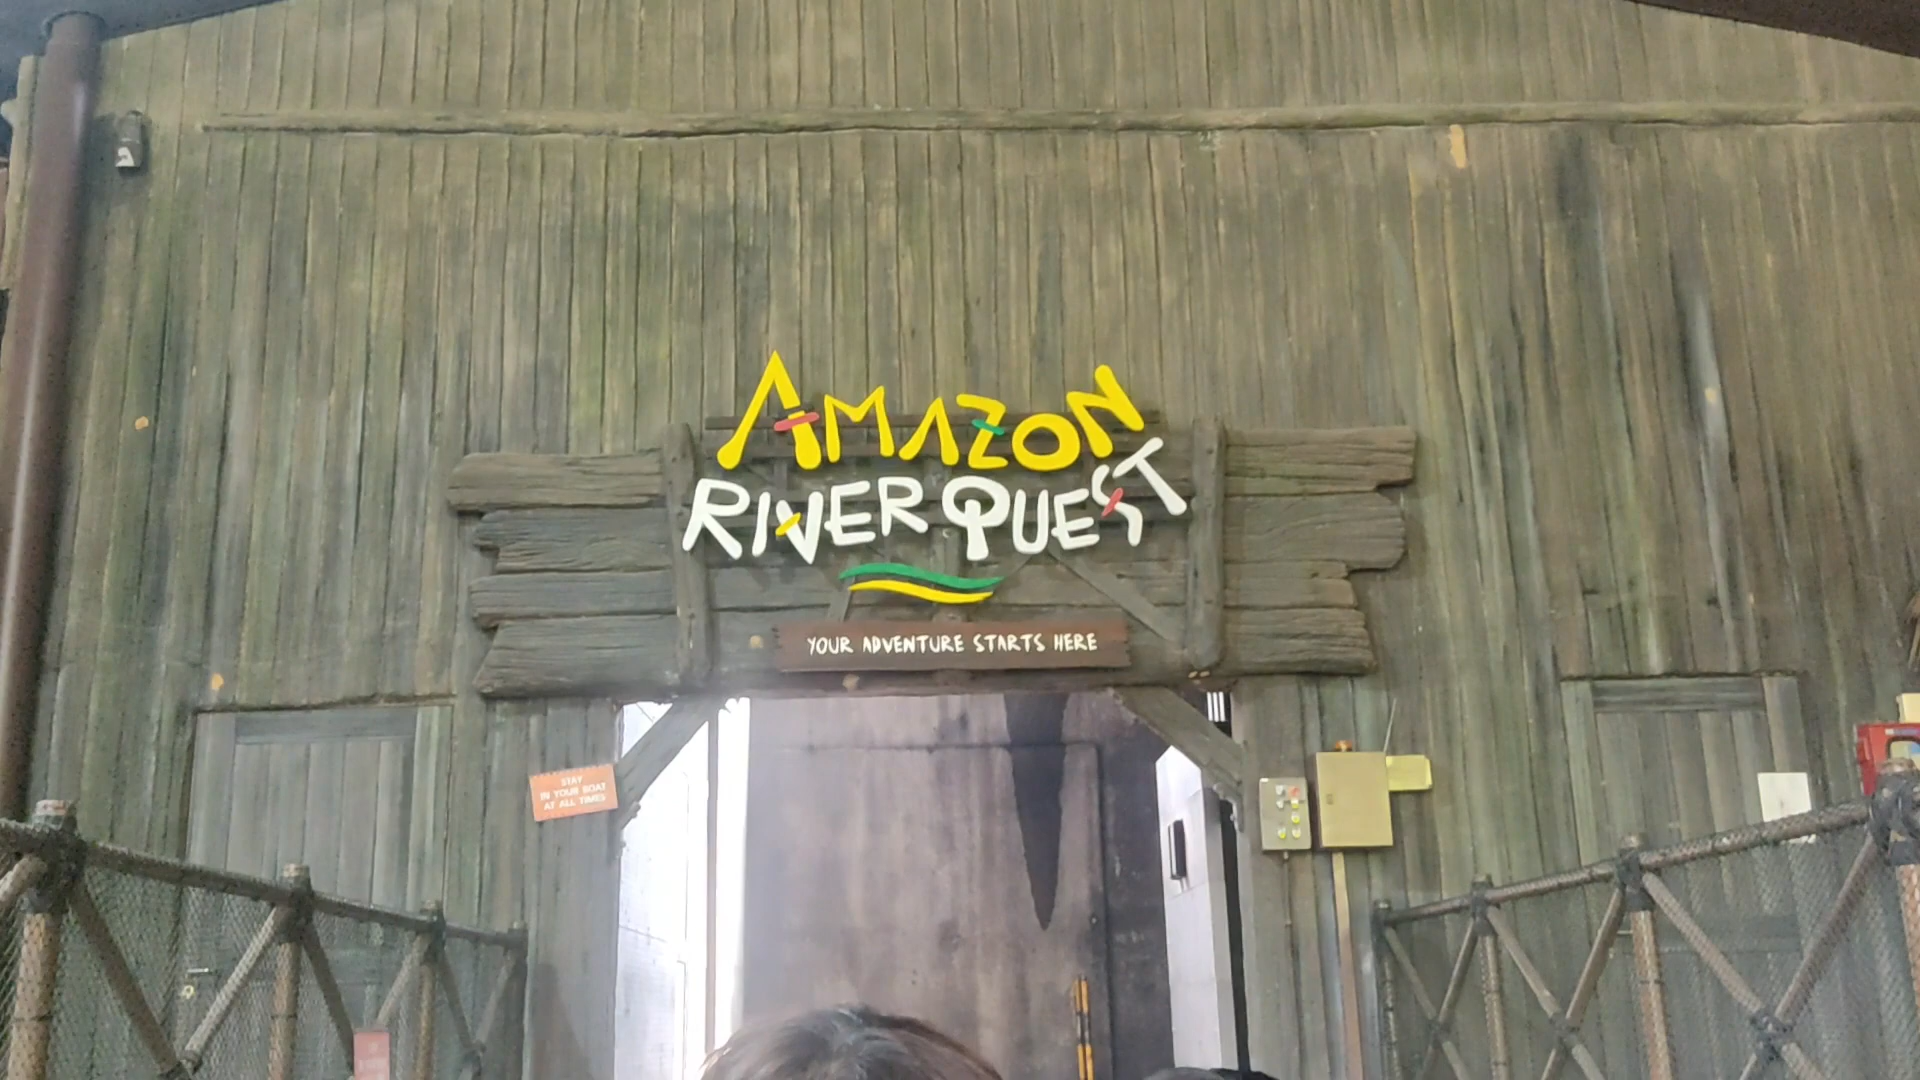 AMAZON
RIVER QUEST
YOUR ADVENTURE STARTS HERE
STAY
IN YOUR BOAT
AT ALL TIMES